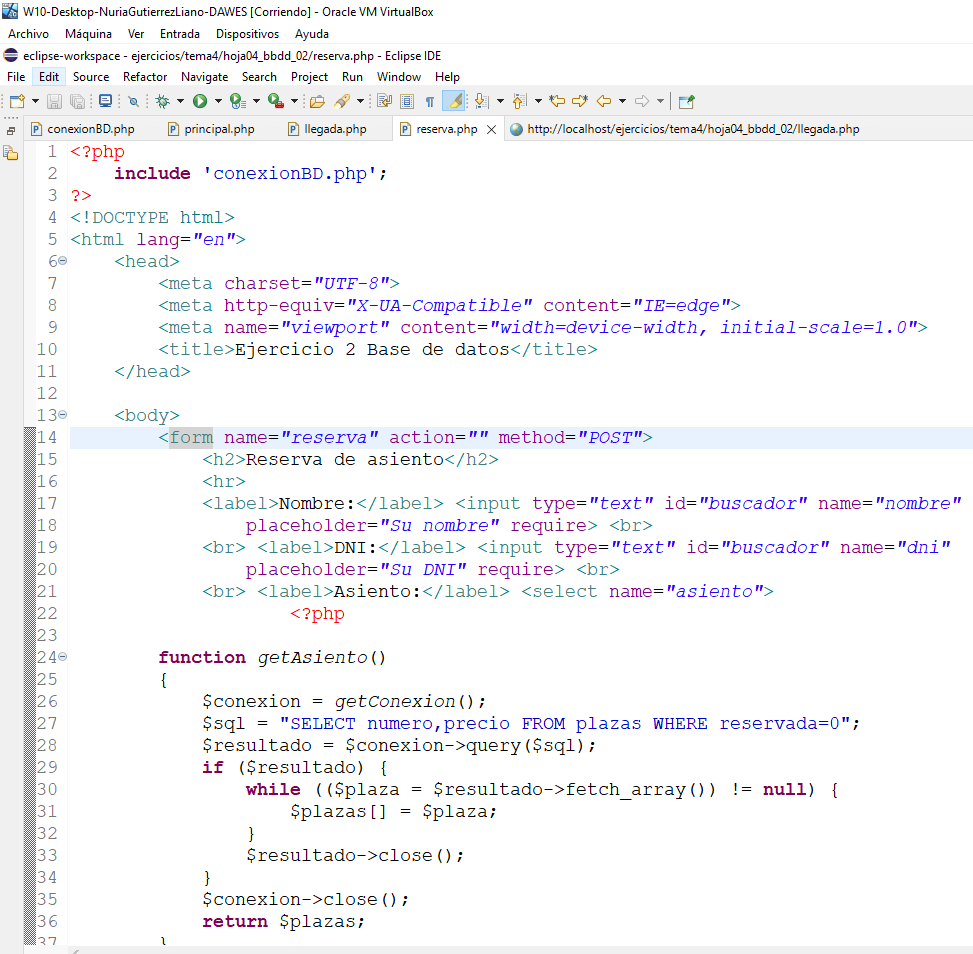 W10-Desktop-NuriaGutierrezLiano-DAWES [Corriendo] - Oracle VM VirtualBox
Archivo Máquina Ver Entrada Dispositivos Ayuda
eclipse-workspace - ejercicios/tema4/hoja04_bbdd_02/reserva.php - Eclipse IDE
File Edit Source Refactor Navigate Search Project Run Window Help
conexionBD.php principal.php llegada.php reserva.php http://localhost/ejercicios/tema4/hoja04_bbdd_02/llegada.php
1 <?php
2 include 'conexionBD.php';
3 ?>
4 <!DOCTYPE html>
5 <html lang="en">
6 <head>
7 <meta charset="UTF-8">
8 <meta http-equiv="X-UA-Compatible" content="IE=edge">
9 <meta name="viewport" content="width=device-width, initial-scale=1.0">
10 <title>Ejercicio 2 Base de datos</title>
11 </head>
12
13 <body>
14 <form name="reserva" action="" method="POST">
15 <h2>Reserva de asiento</h2>
16 <hr>
17 <label>Nombre:</label> <input type="text" id="buscador" name="nombre"
18 placeholder="Su nombre" require> <br>
19 <br> <label>DNI:</label> <input type="text" id="buscador" name="dni"
20 placeholder="Su DNI" require> <br>
21 <br> <label>Asiento:</label> <select name="asiento">
22 <?php
23
24 function getAsiento()
25 {
26 $conexion = getConexion();
27 $sql = "SELECT numero,precio FROM plazas WHERE reservada=0";
28 $resultado = $conexion->query($sql);
29 if ($resultado) {
30 while (($plaza = $resultado->fetch_array()) != null) {
31 $plazas[] = $plaza;
32 }
33 $resultado->close();
34 }
35 $conexion->close();
36 return $plazas;
37 }